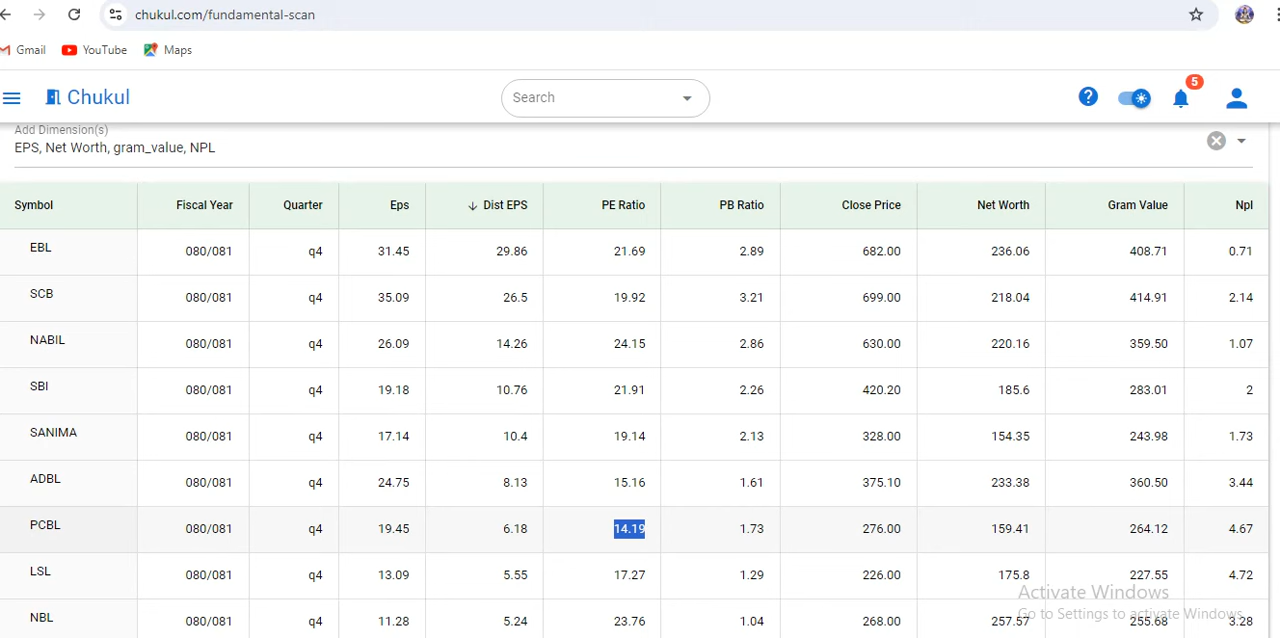 chukul.com/fundamental-scan
Gmail YouTube Maps
Chukul Search 5
Add Dimension(s)
EPS, Net Worth, gram_value, NPL
Symbol Fiscal Year Quarter Eps Dist EPS PE Ratio PB Ratio Close Price Net Worth Gram Value Npl
EBL 080/081 q4 31.45 29.86 21.69 2.89 682.00 236.06 408.71 0.71
SCB 080/081 q4 35.09 26.5 19.92 3.21 699.00 218.04 414.91 2.14
NABIL 080/081 q4 26.09 14.26 24.15 2.86 630.00 220.16 359.50 1.07
SBI 080/081 q4 19.18 10.76 21.91 2.26 420.20 185.6 283.01 2
SANIMA 080/081 q4 17.14 10.4 19.14 2.13 328.00 154.35 243.98 1.73
ADBL 080/081 q4 24.75 8.13 15.16 1.61 375.10 233.38 360.50 3.44
PCBL 080/081 q4 19.45 6.18 14.19 1.73 276.00 159.41 264.12 4.67
LSL 080/081 q4 13.09 5.55 17.27 1.29 226.00 175.8 227.55 4.72
Activate Windows
Go to Settings to activate Windows.
NBL 080/081 q4 11.28 5.24 23.76 1.04 268.00 257.57 255.68 3.28